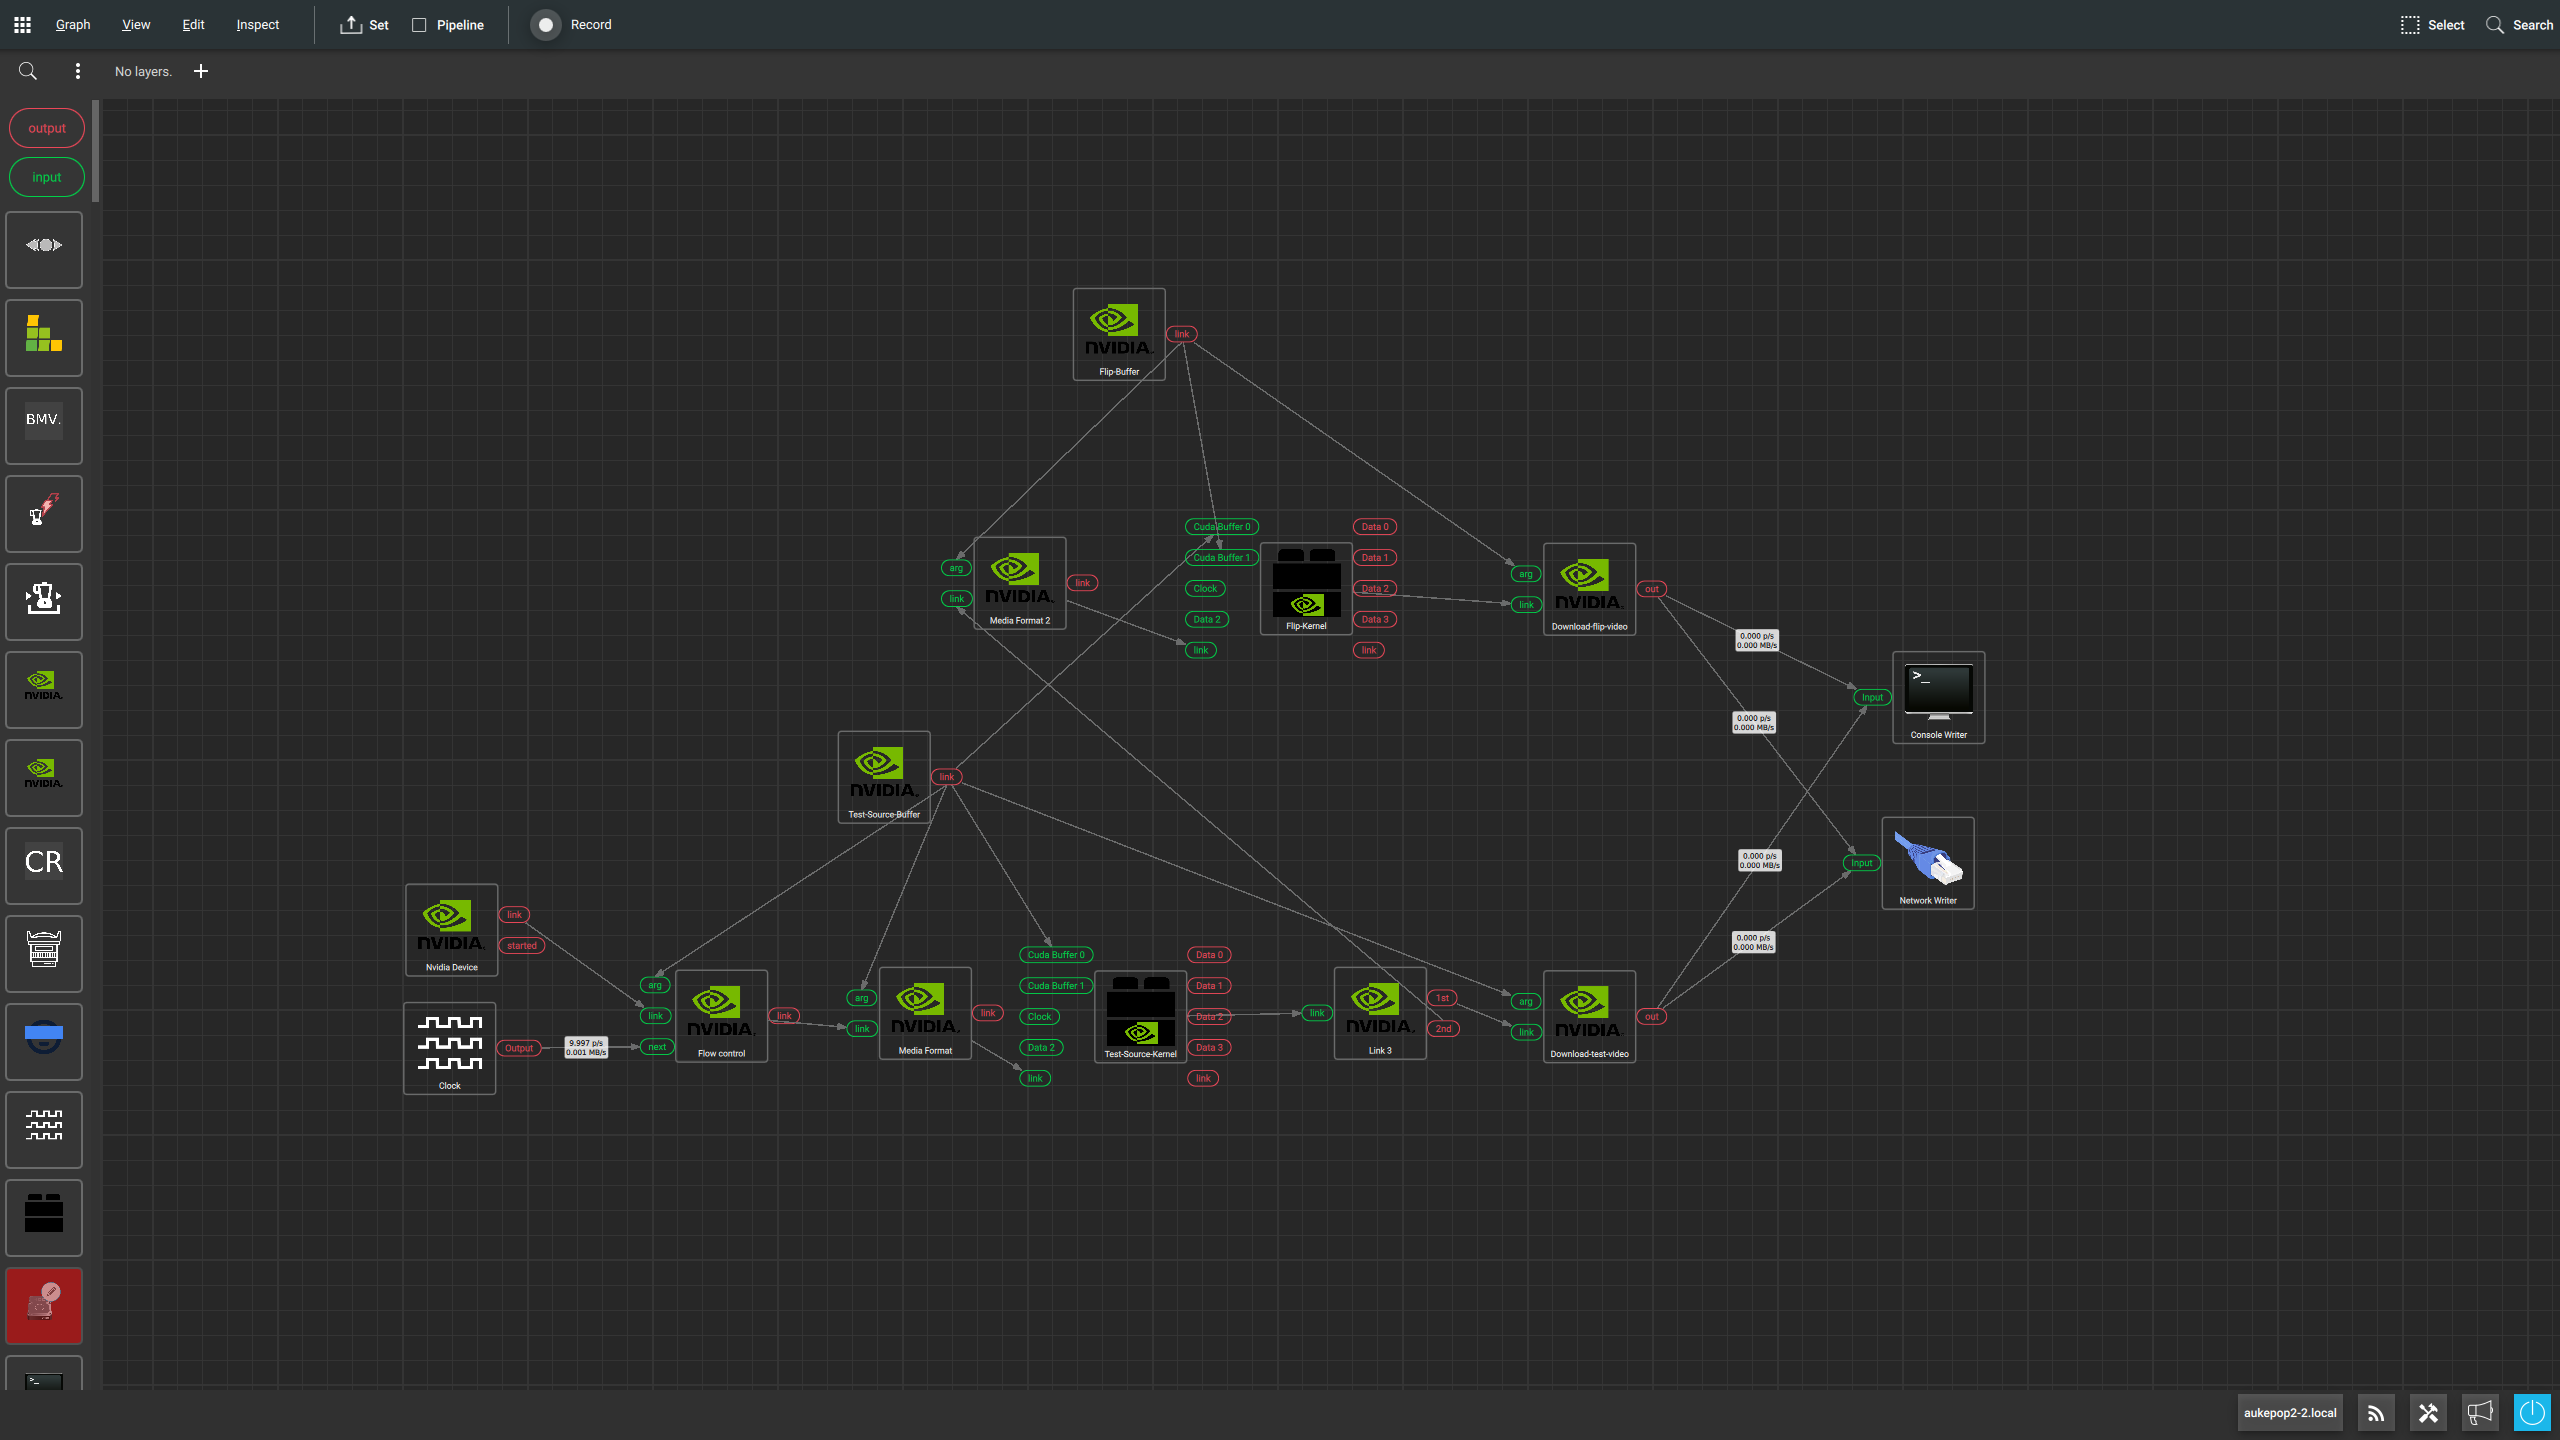 Graph View Edit Inspect Set Pipeline Record Select Search
No layers. +
output
input
BMV.
NVIDIA.
NVIDIA.
CR
>_
link
NVIDIA.
Flip-Buffer
Cuda Buffer 0
Cuda Buffer 1
Clock
Data 2
link
Flip-Kernel
Data 0
Data 1
Data 2
Data 3
link
arg
link
NVIDIA.
Media Format 2
link
arg
link
NVIDIA.
Download-flip-video
out
0.000 p/s
0.000 MB/s
0.000 p/s
0.000 MB/s
Input
>_
Console Writer
NVIDIA.
Test-Source-Buffer
link
0.000 p/s
0.000 MB/s
0.000 p/s
0.000 MB/s
Input
Network Writer
NVIDIA.
Nvidia Device
link
started
Clock
Output
9.997 p/s
0.001 MB/s
arg
link
next
NVIDIA.
Flow control
link
arg
link
NVIDIA.
Media Format
link
Cuda Buffer 0
Cuda Buffer 1
Clock
Data 2
link
Test-Source-Kernel
Data 0
Data 1
Data 2
Data 3
link
link
NVIDIA.
Link 3
1st
2nd
arg
link
NVIDIA.
Download-test-video
out
aukepop2-2.local